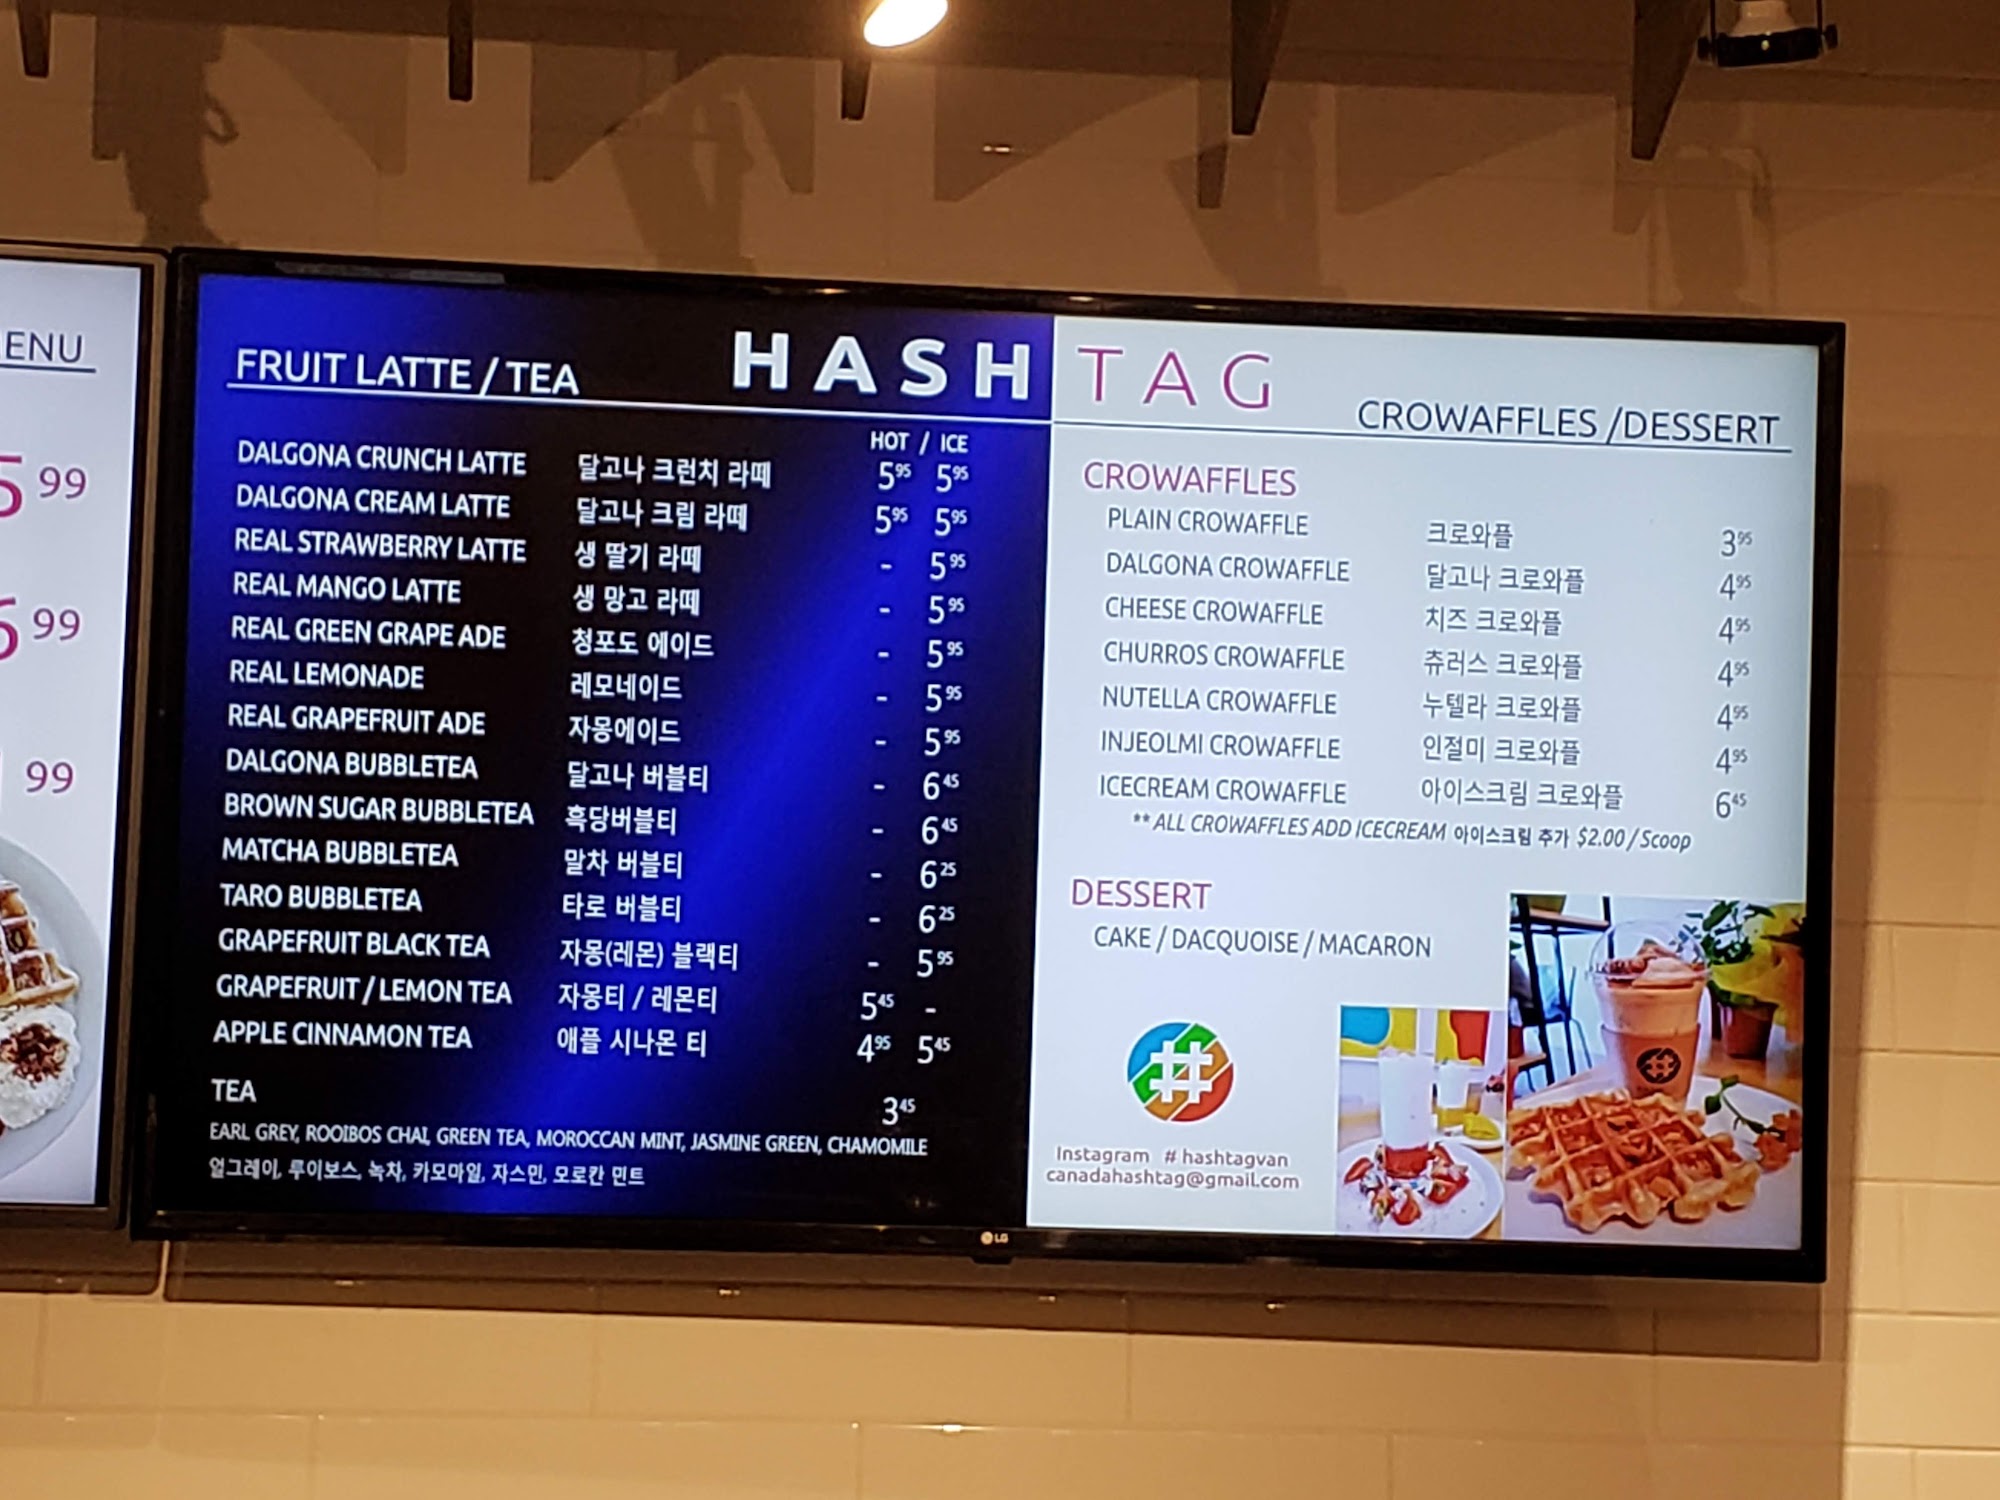 ENU
5 99
6 99
99
HASH TAG
FRUIT LATTE / TEA
HOT / ICE
DALGONA CRUNCH LATTE 달고나 크런치 라떼 5 95 5 95
DALGONA CREAM LATTE 달고나 크림 라떼 5 95 5 95
REAL STRAWBERRY LATTE 생 딸기 라떼 - 5 95
REAL MANGO LATTE 생 망고 라떼 - 5 95
REAL GREEN GRAPE ADE 청포도 에이드 - 5 95
REAL LEMONADE 레모네이드 - 5 95
REAL GRAPEFRUIT ADE 자몽에이드 - 5 95
DALGONA BUBBLETEA 달고나 버블티 - 6 45
BROWN SUGAR BUBBLETEA 흑당버블티 - 6 45
MATCHA BUBBLETEA 말차 버블티 - 6 25
TARO BUBBLETEA 타로 버블티 - 6 25
GRAPEFRUIT BLACK TEA 자몽(레몬) 블랙티 - 5 95
GRAPEFRUIT / LEMON TEA 자몽티 / 레몬티 5 45 -
APPLE CINNAMON TEA 애플 시나몬 티 4 95 5 45
TEA 3 45
EARL GREY, ROOIBOS CHAI, GREEN TEA, MOROCCAN MINT, JASMINE GREEN, CHAMOMILE
얼그레이, 루이보스, 녹차, 카모마일, 자스민, 모로칸 민트
CROWAFFLES /DESSERT
CROWAFFLES
PLAIN CROWAFFLE 크로와플 3 95
DALGONA CROWAFFLE 달고나 크로와플 4 95
CHEESE CROWAFFLE 치즈 크로와플 4 95
CHURROS CROWAFFLE 츄러스 크로와플 4 95
NUTELLA CROWAFFLE 누텔라 크로와플 4 95
INJEOLMI CROWAFFLE 인절미 크로와플 4 95
ICECREAM CROWAFFLE 아이스크림 크로와플 6 45
** ALL CROWAFFLES ADD ICECREAM 아이스크림 추가 $2.00 / Scoop
DESSERT
CAKE / DACQUOISE / MACARON
#
Instagram # hashtagvan
canadahashtag@gmail.com
LG